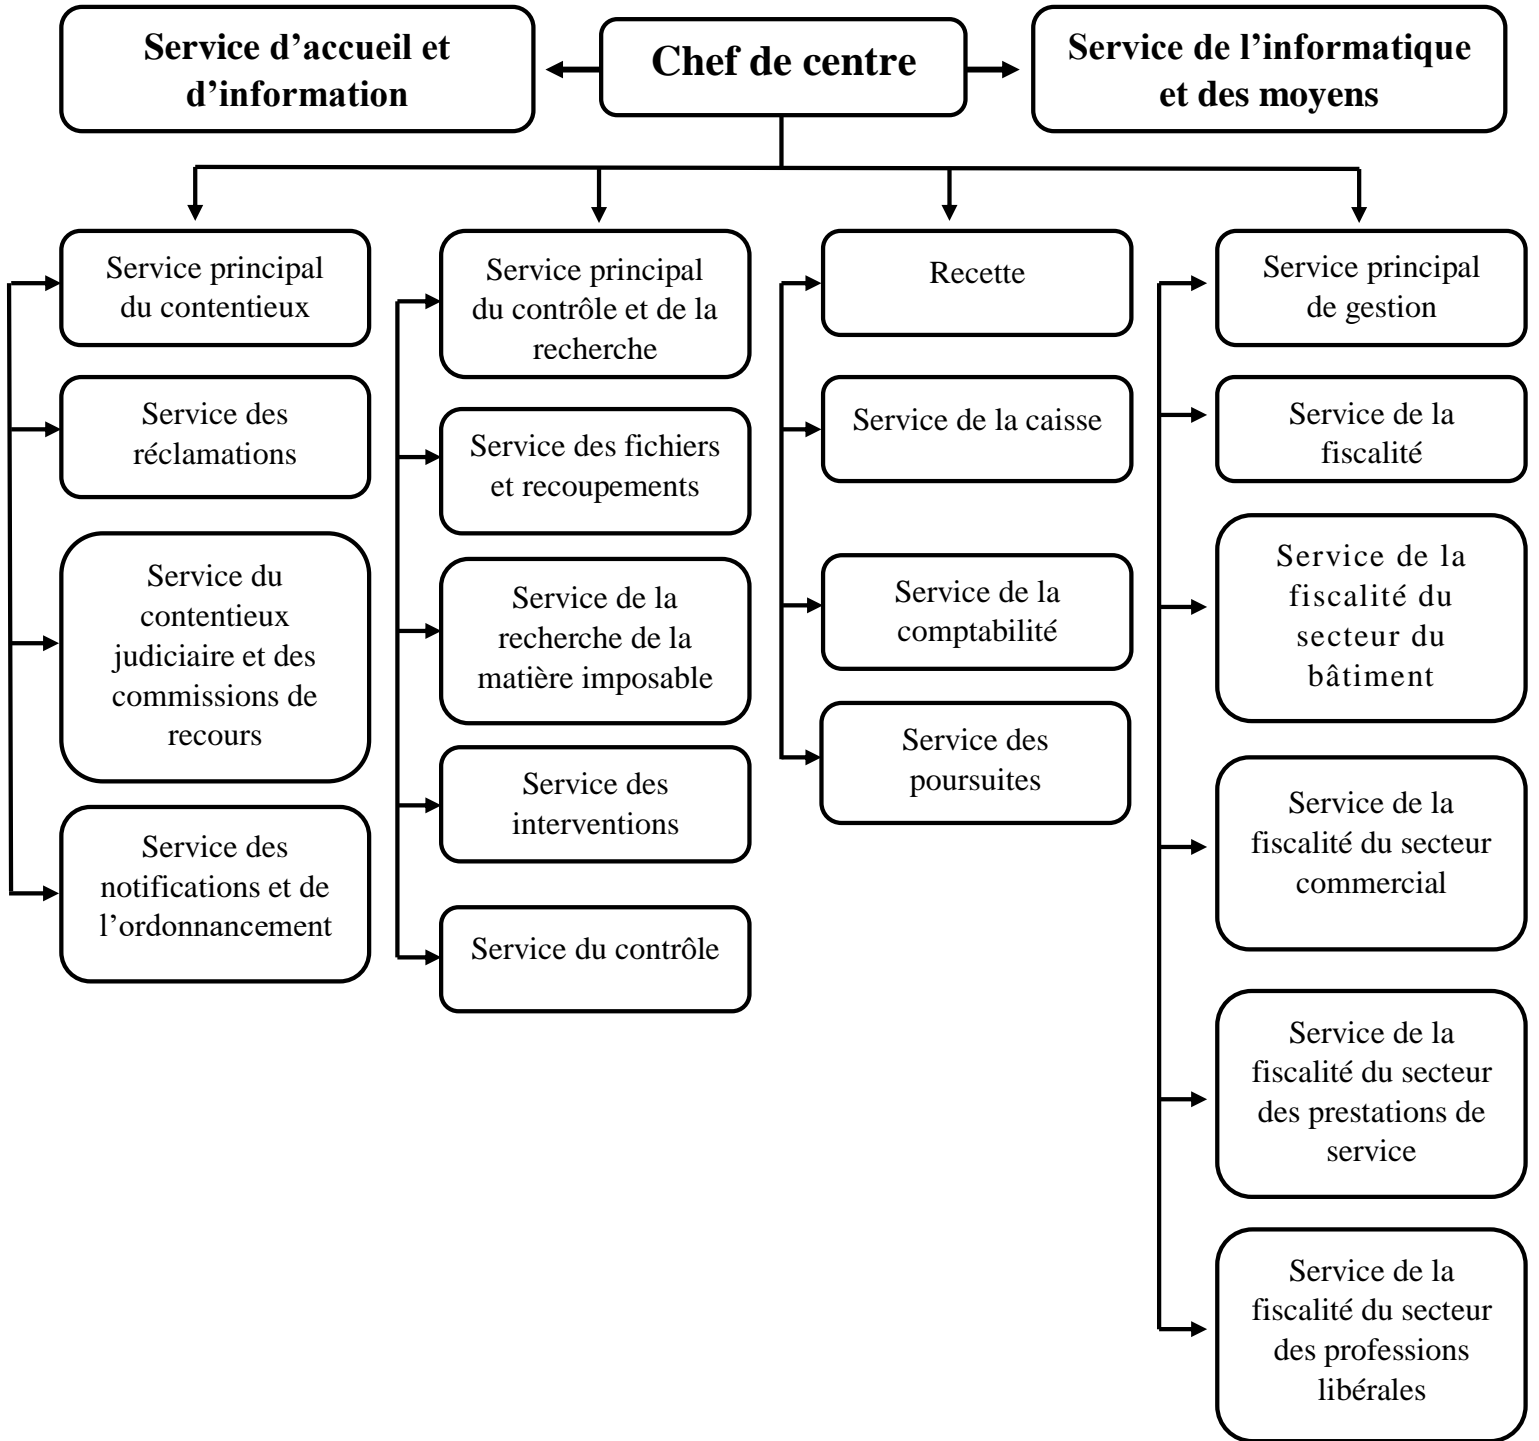 Service d’accueil et
d’information
Chef de centre
Service de l’informatique
et des moyens
Service principal
du contentieux
Service des
réclamations
Service du
contentieux
judiciaire et des
commissions de
recours
Service des
notifications et de
l’ordonnancement
Service principal
du contrôle et de la
recherche
Service des fichiers
et recoupements
Service de la
recherche de la
matière imposable
Service des
interventions
Service du contrôle
Recette
Service de la caisse
Service de la
comptabilité
Service des
poursuites
Service principal
de gestion
Service de la
fiscalité
Service de la
fiscalité du
secteur du
bâtiment
Service de la
fiscalité du secteur
commercial
Service de la
fiscalité du secteur
des prestations de
service
Service de la
fiscalité du secteur
des professions
libérales